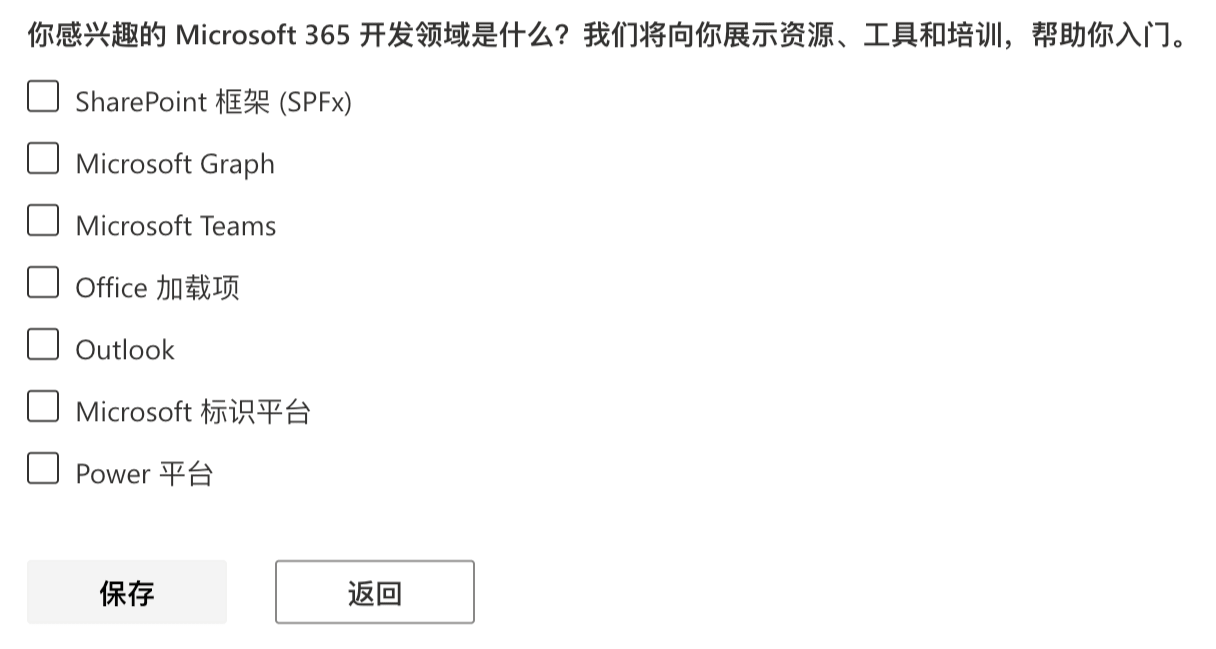 你感兴趣的 Microsoft 365 开发领域是什么？我们将向你展示资源、工具和培训，帮助你入门。
SharePoint 框架 (SPFx)
Microsoft Graph
Microsoft Teams
Office 加载项
Outlook
Microsoft 标识平台
Power 平台
保存
返回